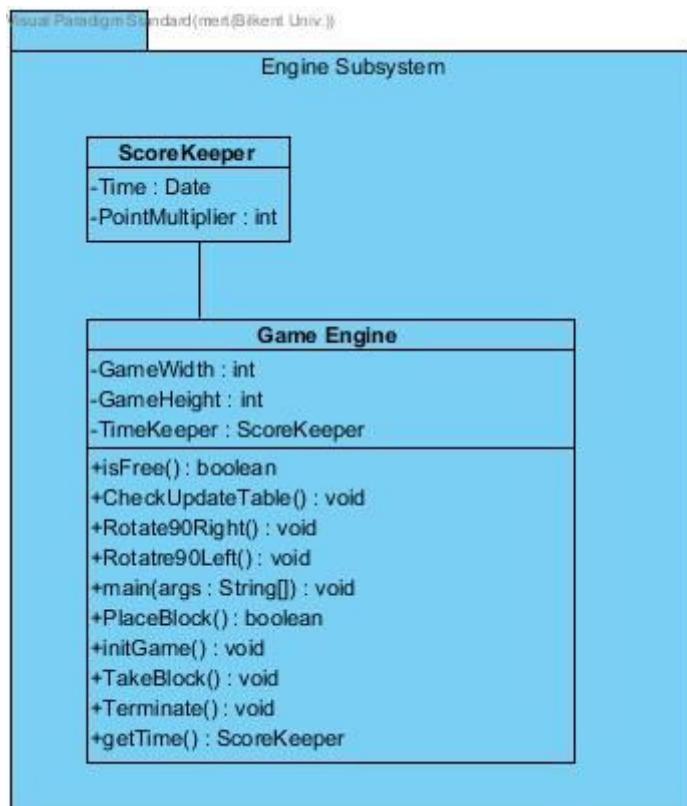 Visual Paradigm Standard(mert(Bilkent Univ.))
Engine Subsystem
ScoreKeeper
-Time : Date
-PointMultiplier : int
Game Engine
-GameWidth : int
-GameHeight : int
-TimeKeeper : ScoreKeeper
+isFree() : boolean
+CheckUpdateTable() : void
+Rotate90Right() : void
+Rotatre90Left() : void
+main(args : String[]) : void
+PlaceBlock() : boolean
+initGame() : void
+TakeBlock() : void
+Terminate() : void
+getTime() : ScoreKeeper